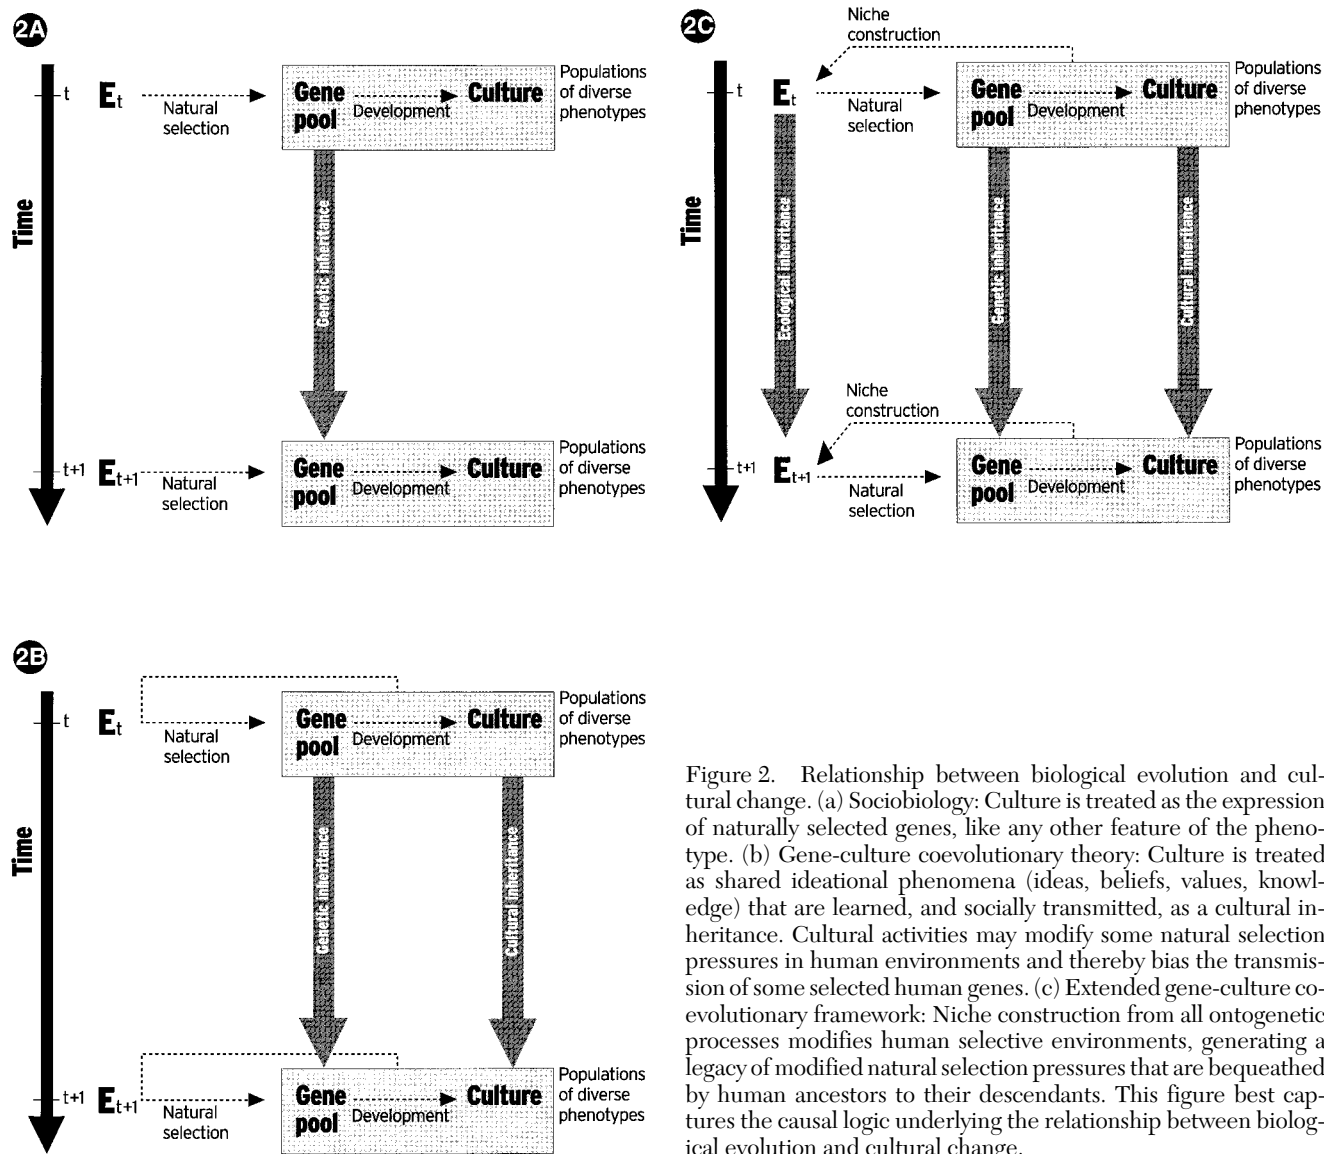 2A
Time
t
Et
Natural
selection
Gene
pool
Development
Culture
Populations
of diverse
phenotypes
Genetic inheritance
t+1
Et+1
Natural
selection
Gene
pool
Development
Culture
Populations
of diverse
phenotypes
2C
Niche
construction
Time
t
Et
Natural
selection
Gene
pool
Development
Culture
Populations
of diverse
phenotypes
Ecological inheritance
Genetic inheritance
Cultural inheritance
Niche
construction
t+1
Et+1
Natural
selection
Gene
pool
Development
Culture
Populations
of diverse
phenotypes
2B
Time
t
Et
Natural
selection
Gene
pool
Development
Culture
Populations
of diverse
phenotypes
Genetic inheritance
Cultural inheritance
t+1
Et+1
Natural
selection
Gene
pool
Development
Culture
Populations
of diverse
phenotypes
Figure 2. Relationship between biological evolution and cul-
tural change. (a) Sociobiology: Culture is treated as the expression
of naturally selected genes, like any other feature of the pheno-
type. (b) Gene-culture coevolutionary theory: Culture is treated
as shared ideational phenomena (ideas, beliefs, values, knowl-
edge) that are learned, and socially transmitted, as a cultural in-
heritance. Cultural activities may modify some natural selection
pressures in human environments and thereby bias the transmis-
sion of some selected human genes. (c) Extended gene-culture co-
evolutionary framework: Niche construction from all ontogenetic
processes modifies human selective environments, generating a
legacy of modified natural selection pressures that are bequeathed
by human ancestors to their descendants. This figure best cap-
tures the causal logic underlying the relationship between biolog-
ical evolution and cultural change.